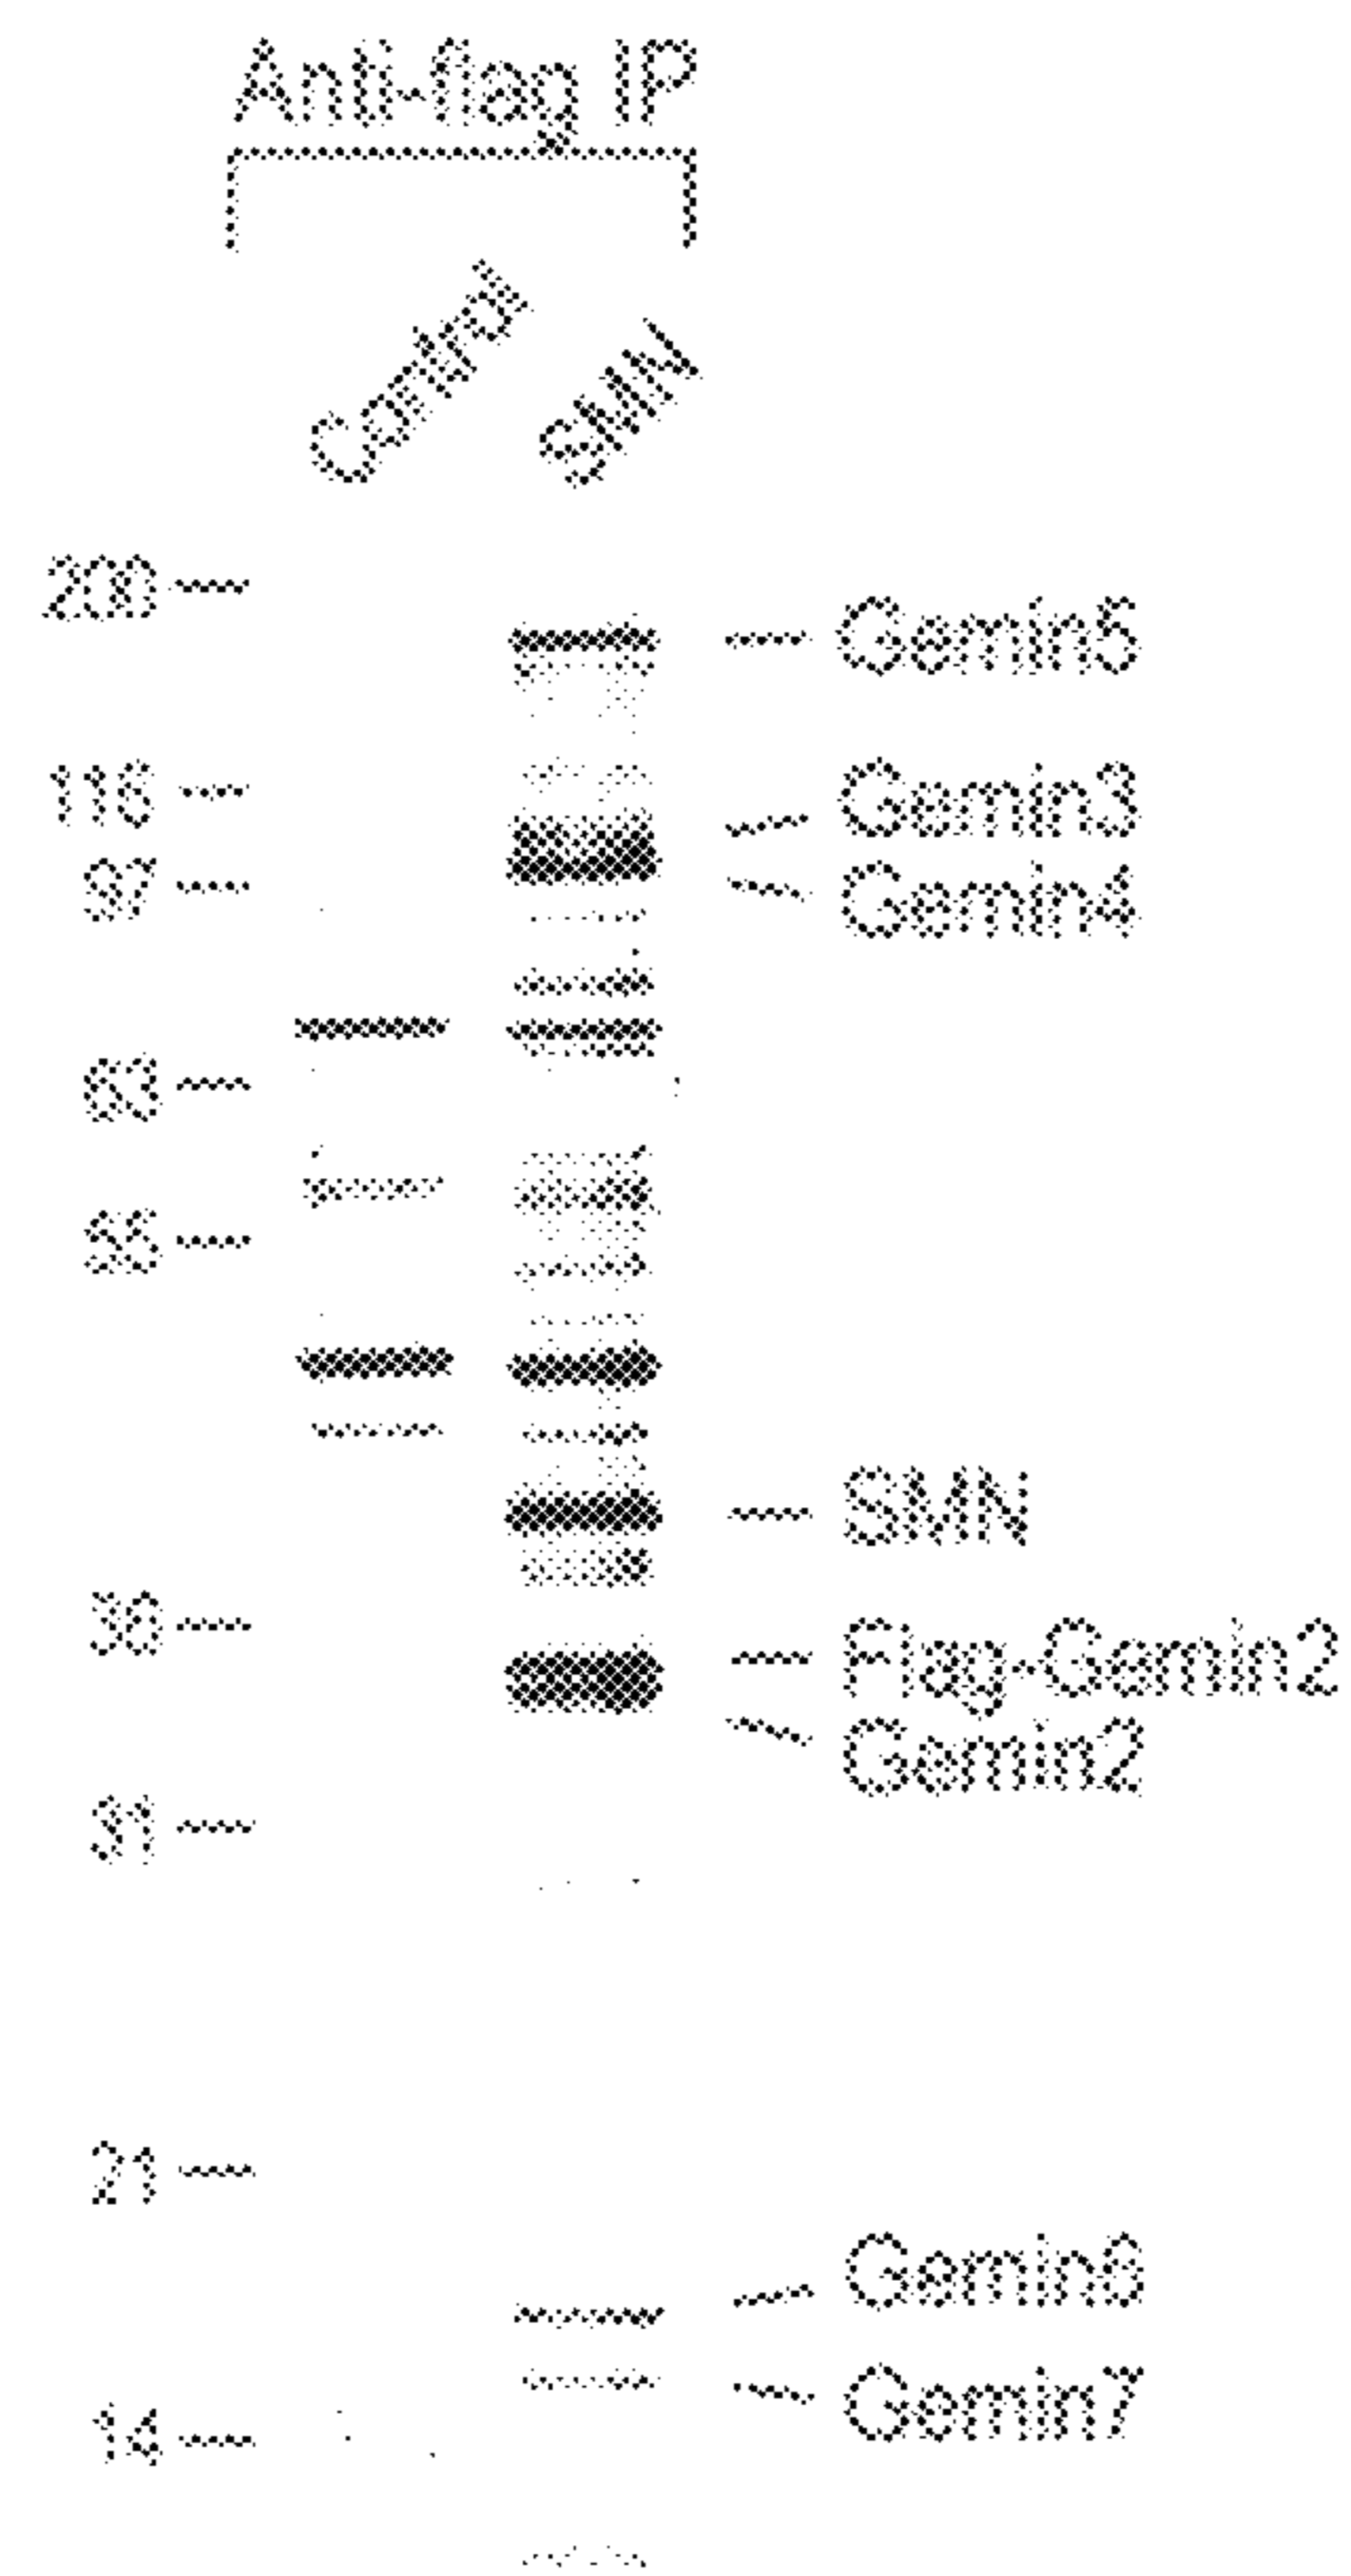 Anti-flag IP
Control
SMN
200
116
97
63
55
36
31
21
14
Gemin5
Gemin3
Gemin4
SMN
Flag-Gemin2
Gemin2
Gemin6
Gemin7